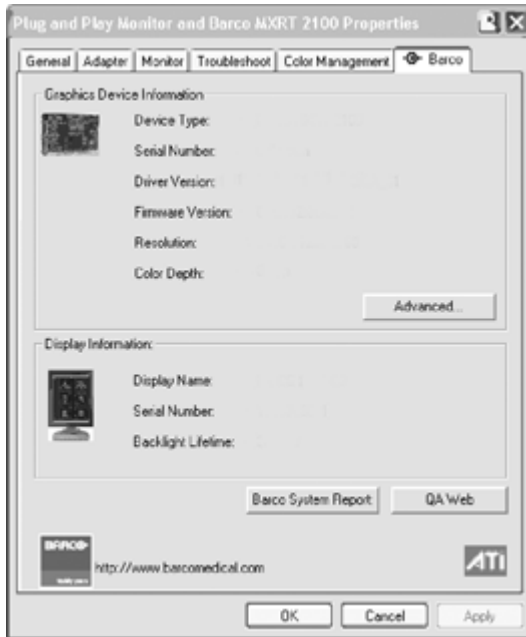 Plug and Play Monitor and Barco MXRT 2100 Properties
General Adapter Monitor Troubleshoot Color Management Barco
Graphics Device Information
Device Type:
Serial Number:
Driver Version:
Firmware Version:
Resolution:
Color Depth:
Advanced...
Display Information:
Display Name:
Serial Number:
Backlight Lifetime:
Barco System Report QA Web
BARCO
http://www.barcomedical.com
ATI
OK Cancel Apply